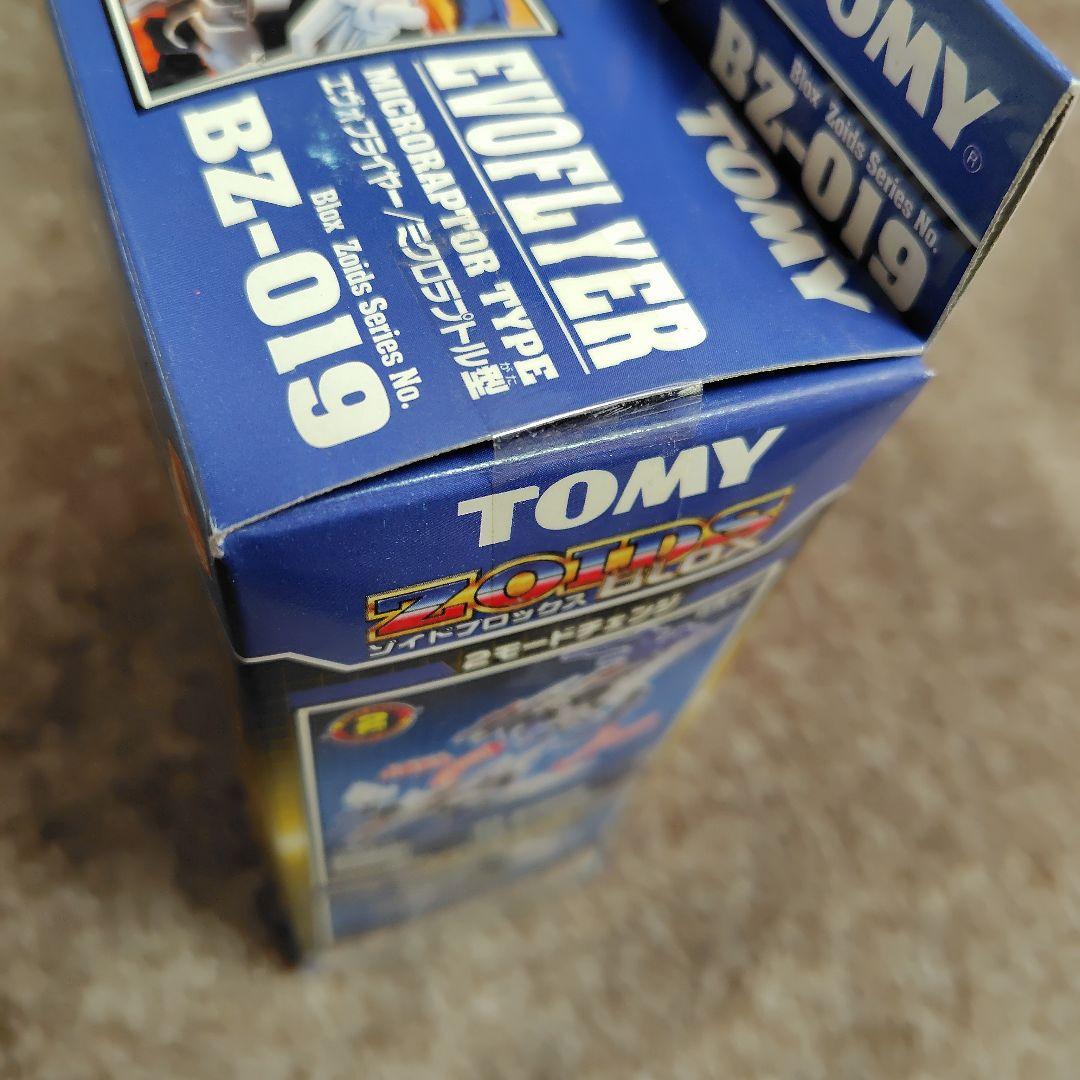 EVOFLYER
MICRORAPTOR TYPE
エヴォフライヤー/ミクロラプトル型
がた
Blox Zoids Series No.
BZ-019
TOMY
TOMY®
Blox Zoids Series No.
BZ-019
TOMY
ZOIDS
BLOX
ゾイドブロックス
2モードチェンジ